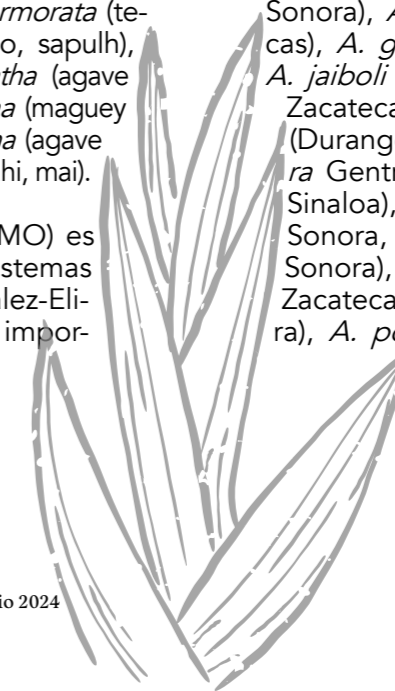 rmorata (te-
o, sapulh),
tha (agave
a (maguey
na (agave
hi, mai).
MO) es
stemas
lez-Eli-
impor-
Sonora), A
cas), A. g
A. jaiboli
Zacateca
(Durang
ra Gentr
Sinaloa),
Sonora,
Sonora),
Zacateca
ra), A. po
io 2024